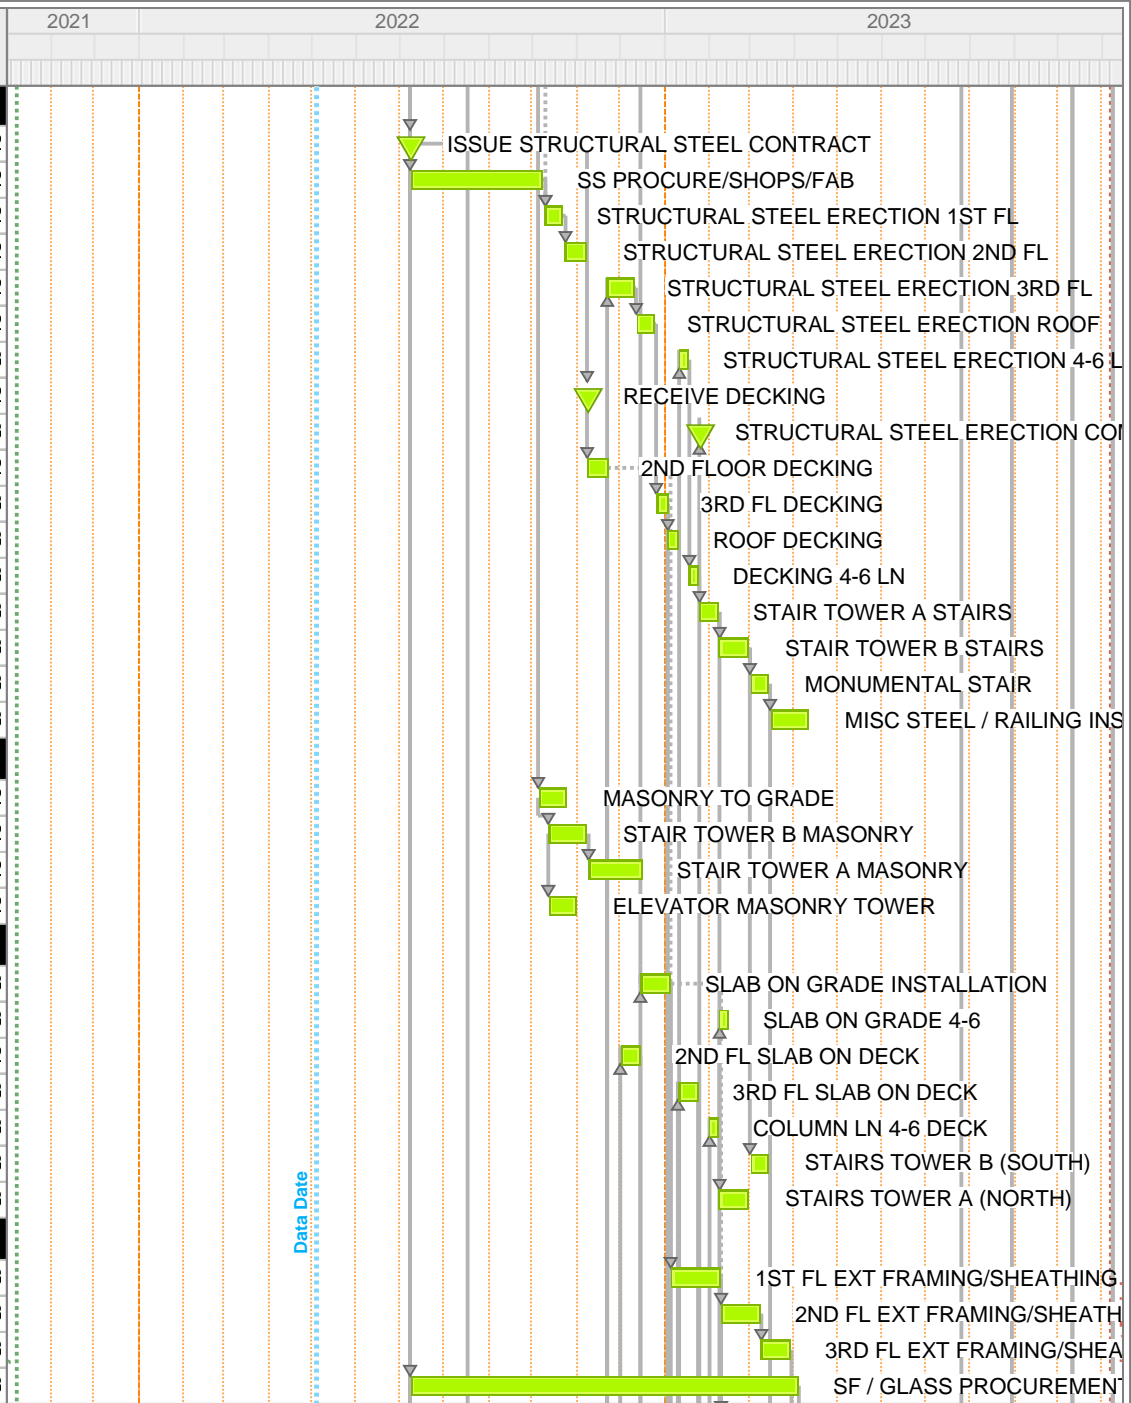 2021 2022 2023
ISSUE STRUCTURAL STEEL CONTRACT
SS PROCURE/SHOPS/FAB
STRUCTURAL STEEL ERECTION 1ST FL
STRUCTURAL STEEL ERECTION 2ND FL
STRUCTURAL STEEL ERECTION 3RD FL
STRUCTURAL STEEL ERECTION ROOF
STRUCTURAL STEEL ERECTION 4-6 L
RECEIVE DECKING
STRUCTURAL STEEL ERECTION
2ND FLOOR DECKING
3RD FL DECKING
ROOF DECKING
DECKING 4-6 LN
STAIR TOWER A STAIRS
STAIR TOWER B STAIRS
MONUMENTAL STAIR
MISC STEEL / RAILING INS
MASONRY TO GRADE
STAIR TOWER B MASONRY
STAIR TOWER A MASONRY
ELEVATOR MASONRY TOWER
SLAB ON GRADE INSTALLATION
SLAB ON GRADE 4-6
2ND FL SLAB ON DECK
3RD FL SLAB ON DECK
COLUMN LN 4-6 DECK
STAIRS TOWER B (SOUTH)
STAIRS TOWER A (NORTH)
Data Date
1ST FL EXT FRAMING/SHEATHING
2ND FL EXT FRAMING/SHEATH
3RD FL EXT FRAMING/SHEA
SF / GLASS PROCUREMENT